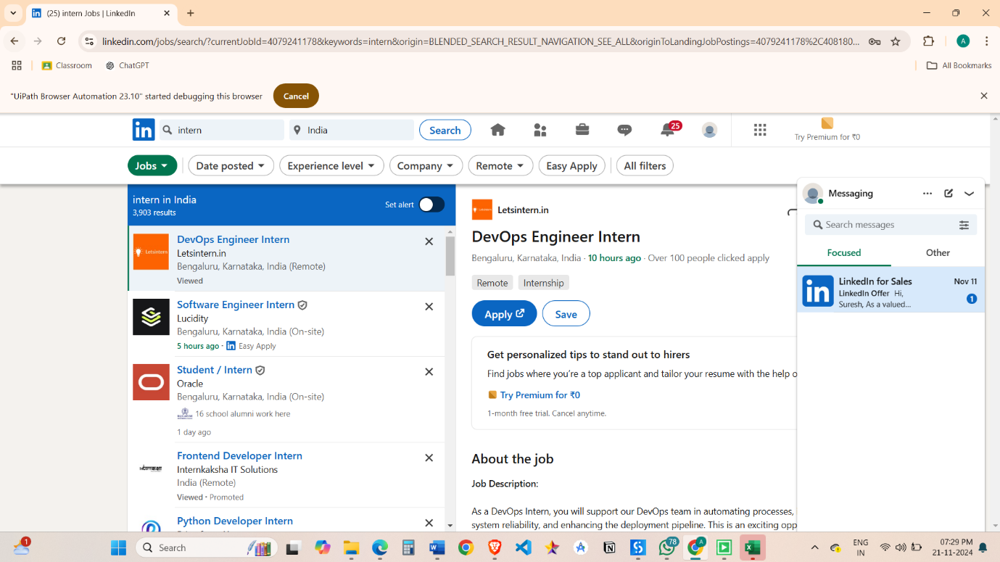 (25) intern Jobs | LinkedIn
linkedin.com/jobs/search/?currentJobId=4079241178&keywords=intern&origin=BLENDED_SEARCH_RESULT_NAVIGATION_SEE_ALL&originToLandingJobPostings=4079241178%2C408180...
A
Classroom
ChatGPT
All Bookmarks
"UiPath Browser Automation 23.10" started debugging this browser
Cancel
in
intern
India
Search
25
Try Premium for ₹0
Jobs
Date posted
Experience level
Company
Remote
Easy Apply
All filters
intern in India
3,903 results
Set alert
Letsintern
DevOps Engineer Intern
Letsintern.in
Bengaluru, Karnataka, India (Remote)
Viewed
Software Engineer Intern
Lucidity
Bengaluru, Karnataka, India (On-site)
5 hours ago · in Easy Apply
Student / Intern
Oracle
Bengaluru, Karnataka, India (On-site)
16 school alumni work here
1 day ago
Frontend Developer Intern
Internkaksha IT Solutions
India (Remote)
Viewed · Promoted
Python Developer Intern
Letsintern.in
DevOps Engineer Intern
Bengaluru, Karnataka, India · 10 hours ago · Over 100 people clicked apply
Remote
Internship
Apply
Save
Get personalized tips to stand out to hirers
Find jobs where you're a top applicant and tailor your resume with the help o
Try Premium for ₹0
1-month free trial. Cancel anytime.
About the job
Job Description:
As a DevOps Intern, you will support our DevOps team in automating processes,
system reliability, and enhancing the deployment pipeline. This is an exciting opp
Messaging
Search messages
Focused
Other
in
LinkedIn for Sales
Nov 11
LinkedIn Offer Hi,
Suresh, As a valued...
1
1
Search
78
A
ENG
IN
07:29 PM
21-11-2024